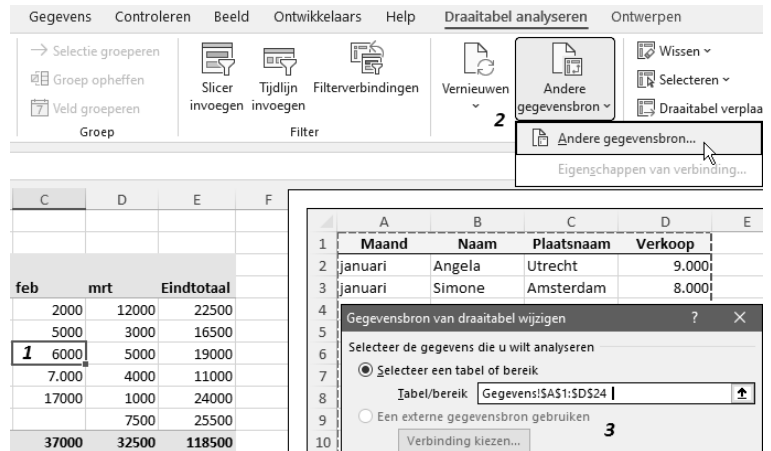 Gegevens Controleren Beeld Ontwikkelaars Help Draaitabel analyseren Ontwerpen
Selectie groeperen
Groep opheffen
7 Veld groeperen
Groep
Slicer invoegen
Tijdlijn invoegen
Filterverbindingen
Filter
Vernieuwen
2
Andere gegevensbron
Wissen
Selecteren
Draaitabel verplaa
Andere gegevensbron...
Eigenschappen van verbinding...
C D E F
feb mrt Eindtotaal
2000 12000 22500
5000 3000 16500
1 6000 5000 19000
7.000 4000 11000
17000 1000 24000
7500 25500
37000 32500 118500
A B C D E
1 Maand Naam Plaatsnaam Verkoop
2 januari Angela Utrecht 9.000
3 januari Simone Amsterdam 8.000
4
5
6
7
8
9
10
Gegevensbron van draaitabel wijzigen ? ×
Selecteer de gegevens die u wilt analyseren
Selecteer een tabel of bereik
Tabel/bereik Gegevens!$A$1:$D$24
Een externe gegevensbron gebruiken
3
Verbinding kiezen...